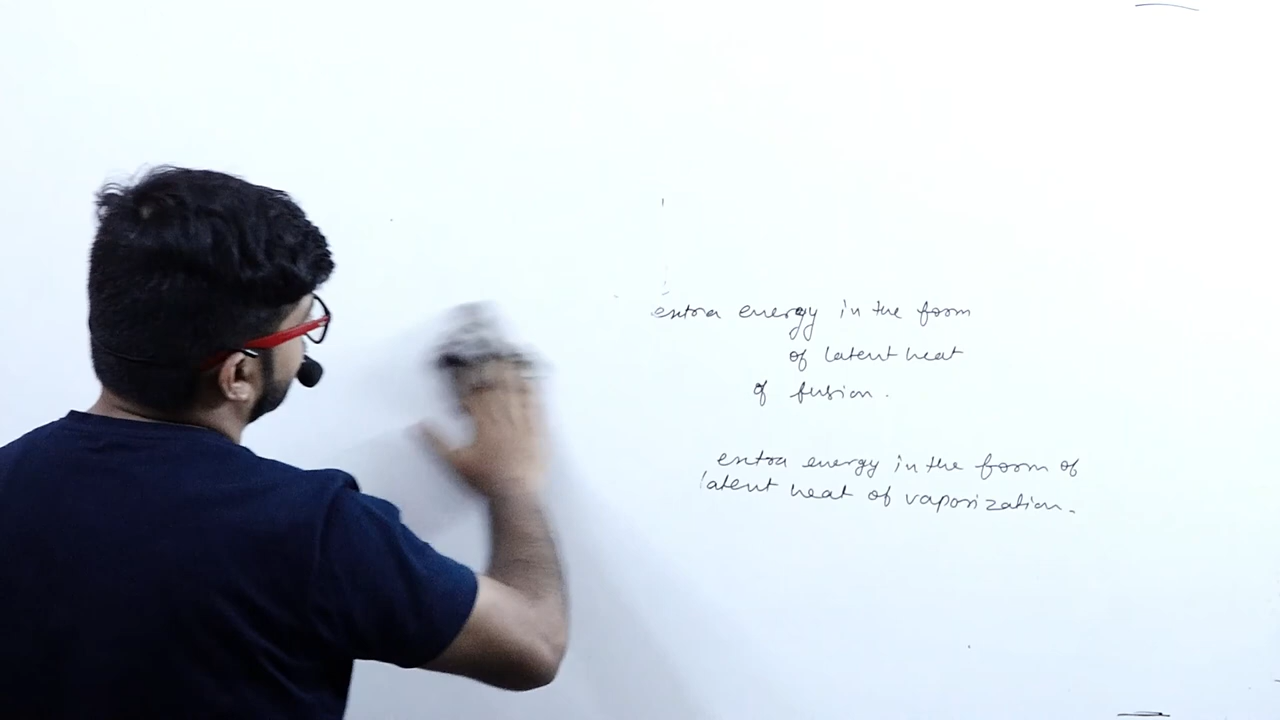 extra energy in the form
of latent heat
of fusion.
extra energy in the form of
latent heat of vaporization.